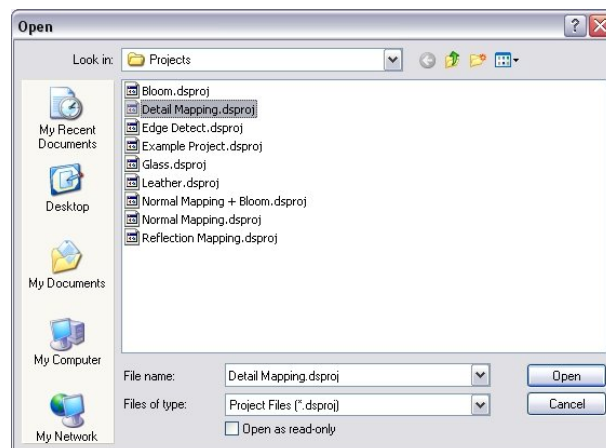 Open
Look in: Projects
My Recent Documents
Desktop
My Documents
My Computer
My Network
Bloom.dsproj
Detail Mapping.dsproj
Edge Detect.dsproj
Example Project.dsproj
Glass.dsproj
Leather.dsproj
Normal Mapping + Bloom.dsproj
Normal Mapping.dsproj
Reflection Mapping.dsproj
File name: Detail Mapping.dsproj Open
Files of type: Project Files (*.dsproj) Cancel
Open as read-only